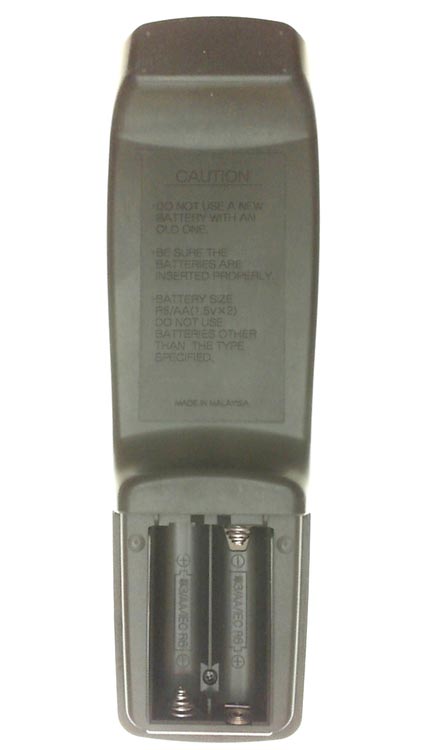 CAUTION
·DO NOT USE A NEW
BATTERY WITH AN
OLD ONE.
·BE SURE THE
BATTERIES ARE
INSERTED PROPERLY.
·BATTERY SIZE
R6/AA(1.5V×2)
DO NOT USE
BATTERIES OTHER
THAN THE TYPE
SPECIFIED.
MADE IN MALAYSIA
⊕ #3/AA/IEC R6 ⊖
⊖ #3/AA/IEC R6 ⊕